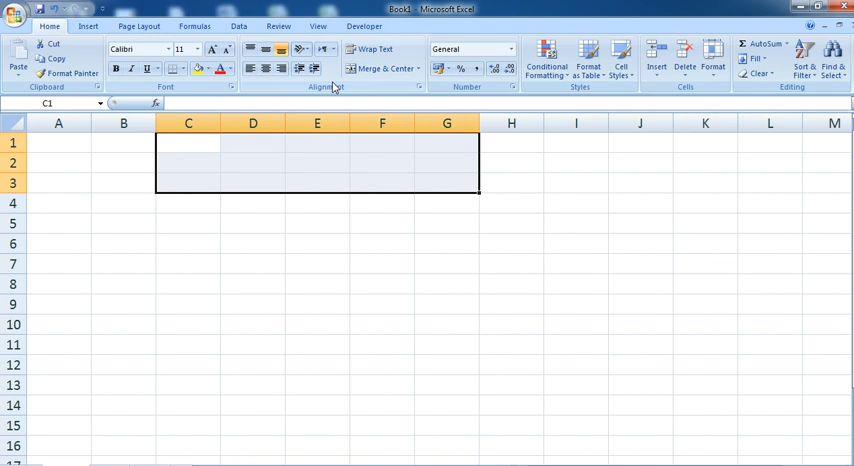 Book1 - Microsoft Excel
Home Insert Page Layout Formulas Data Review View Developer
Paste
Cut
Copy
Format Painter
Clipboard
Calibri 11
B I U
Font
Wrap Text
Merge & Center
Alignment
General
% ,
Number
Conditional Formatting
Format as Table
Cell Styles
Styles
Insert Delete Format
Cells
Σ AutoSum
Fill
Clear
Sort & Filter
Find & Select
Editing
C1 fx
A B C D E F G H I J K L M
1
2
3
4
5
6
7
8
9
10
11
12
13
14
15
16
17